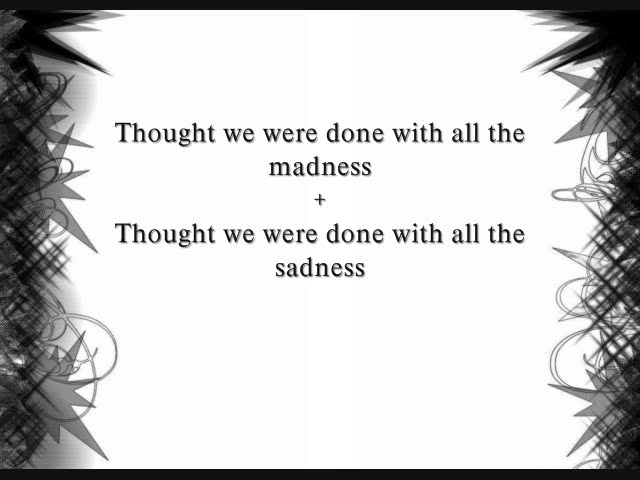 Thought we were done with all the
madness
+
Thought we were done with all the
sadness